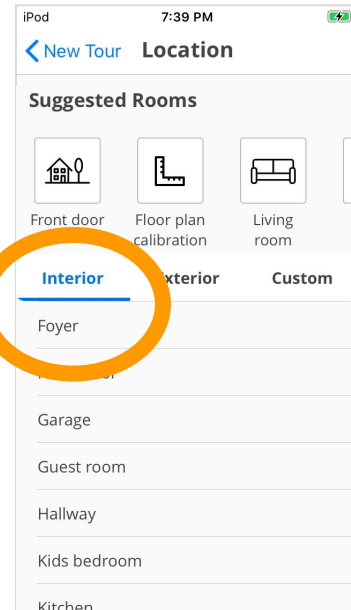 iPod 7:39 PM
New Tour Location
Suggested Rooms
Front door Floor plan calibration Living room
Interior xterior Custom
Foyer
Garage
Guest room
Hallway
Kids bedroom
Kitchen